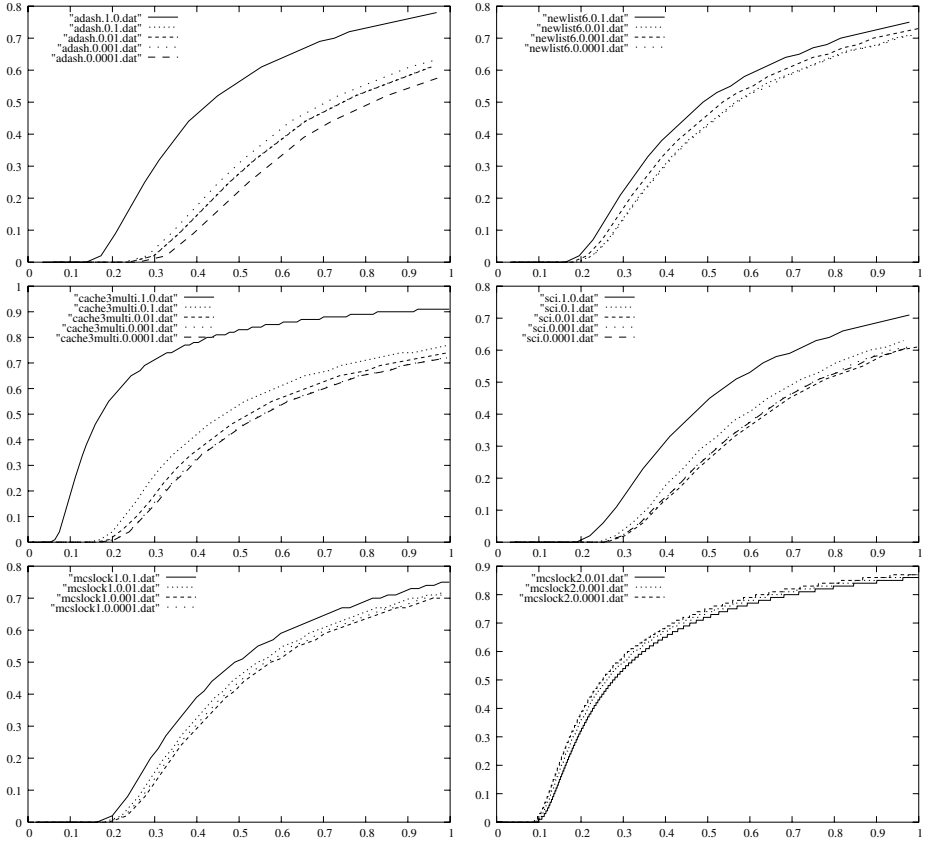 0.8
0.7
0.6
0.5
0.4
0.3
0.2
0.1
0
"adash.1.0.dat"
"adash.0.1.dat"
"adash.0.01.dat"
"adash.0.001.dat"
"adash.0.0001.dat"
0 0.1 0.2 0.3 0.4 0.5 0.6 0.7 0.8 0.9 1
0.8
0.7
0.6
0.5
0.4
0.3
0.2
0.1
0
"newlist6.0.1.dat"
"newlist6.0.01.dat"
"newlist6.0.001.dat"
"newlist6.0.0001.dat"
0 0.1 0.2 0.3 0.4 0.5 0.6 0.7 0.8 0.9 1
1
0.9
0.8
0.7
0.6
0.5
0.4
0.3
0.2
0.1
0
"cache3multi.1.0.dat"
"cache3multi.0.1.dat"
"cache3multi.0.01.dat"
"cache3multi.0.001.dat"
"cache3multi.0.0001.dat"
0 0.1 0.2 0.3 0.4 0.5 0.6 0.7 0.8 0.9 1
0.8
0.7
0.6
0.5
0.4
0.3
0.2
0.1
0
"sci.1.0.dat"
"sci.0.1.dat"
"sci.0.01.dat"
"sci.0.001.dat"
"sci.0.0001.dat"
0 0.1 0.2 0.3 0.4 0.5 0.6 0.7 0.8 0.9 1
0.8
0.7
0.6
0.5
0.4
0.3
0.2
0.1
0
"mcslock1.0.1.dat"
"mcslock1.0.01.dat"
"mcslock1.0.001.dat"
"mcslock1.0.0001.dat"
0 0.1 0.2 0.3 0.4 0.5 0.6 0.7 0.8 0.9 1
0.9
0.8
0.7
0.6
0.5
0.4
0.3
0.2
0.1
0
"mcslock2.0.01.dat"
"mcslock2.0.001.dat"
"mcslock2.0.0001.dat"
0 0.1 0.2 0.3 0.4 0.5 0.6 0.7 0.8 0.9 1